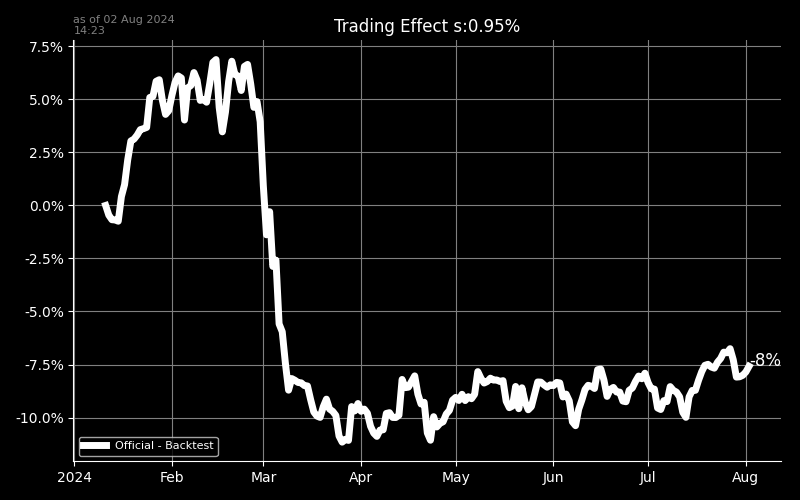 as of 02 Aug 2024
14:23
Trading Effect s:0.95%
7.5%
5.0%
2.5%
0.0%
-2.5%
-5.0%
-7.5%
-10.0%
-8%
Official - Backtest
2024 Feb Mar Apr May Jun Jul Aug